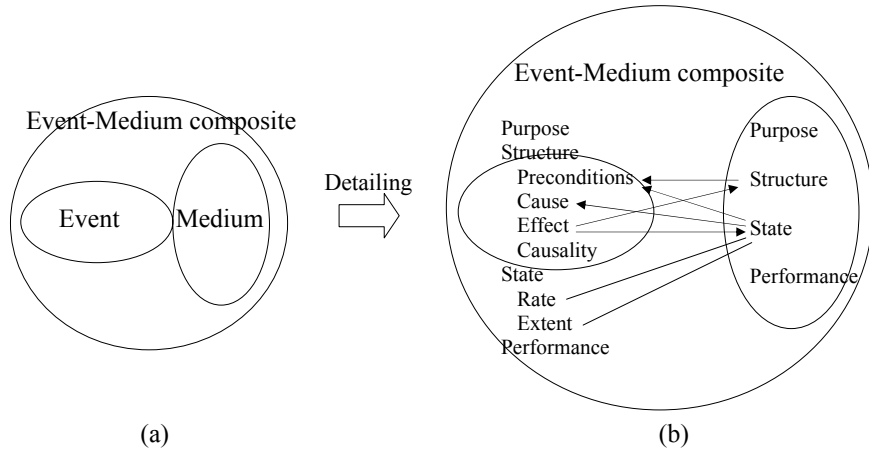 Event-Medium composite
Event
Medium
Detailing
Event-Medium composite
Purpose
Structure
Preconditions
Cause
Effect
Causality
State
Rate
Extent
Performance
Purpose
Structure
State
Performance
(a)
(b)